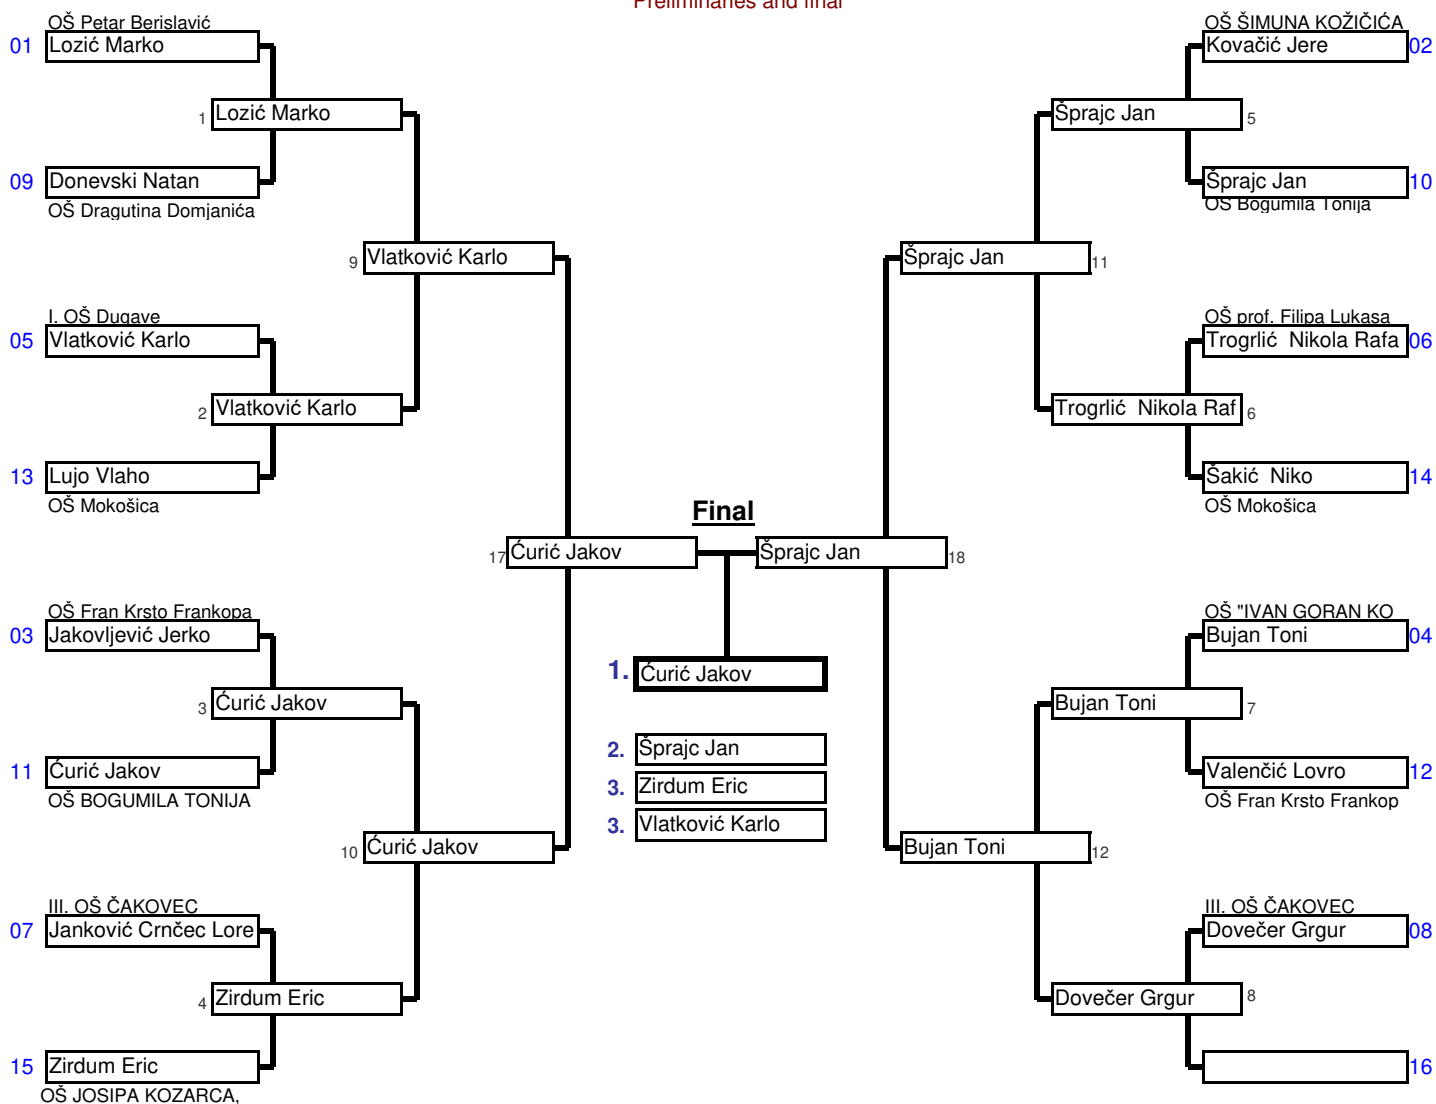 Preliminaries and final
OŠ Petar Berislavić
01 Lozić Marko
1 Lozić Marko
09 Donevski Natan
OŠ Dragutina Domjanića
9 Vlatković Karlo
I. OŠ Dugave
05 Vlatković Karlo
2 Vlatković Karlo
13 Lujo Vlaho
OŠ Mokošica
17 Ćurić Jakov
OŠ Fran Krsto Frankopa
03 Jakovljević Jerko
3 Ćurić Jakov
11 Ćurić Jakov
OŠ BOGUMILA TONIJA
10 Ćurić Jakov
III. OŠ ČAKOVEC
07 Janković Crnčec Lore
4 Zirdum Eric
15 Zirdum Eric
OŠ JOSIPA KOZARCA,
Final
1. Ćurić Jakov
2. Šprajc Jan
3. Zirdum Eric
3. Vlatković Karlo
OŠ ŠIMUNA KOŽIČIĆA
Kovačić Jere 02
Šprajc Jan 5
Šprajc Jan 10
OŠ Bogumila Tonija
Šprajc Jan 11
OŠ prof. Filipa Lukasa
Trogrlić  Nikola Rafa 06
Trogrlić  Nikola Raf 6
Šakić  Niko 14
OŠ Mokošica
Šprajc Jan 18
OŠ "IVAN GORAN KO
Bujan Toni 04
Bujan Toni 7
Valenčić Lovro 12
OŠ Fran Krsto Frankop
Bujan Toni 12
III. OŠ ČAKOVEC
Dovečer Grgur 08
Dovečer Grgur 8
16